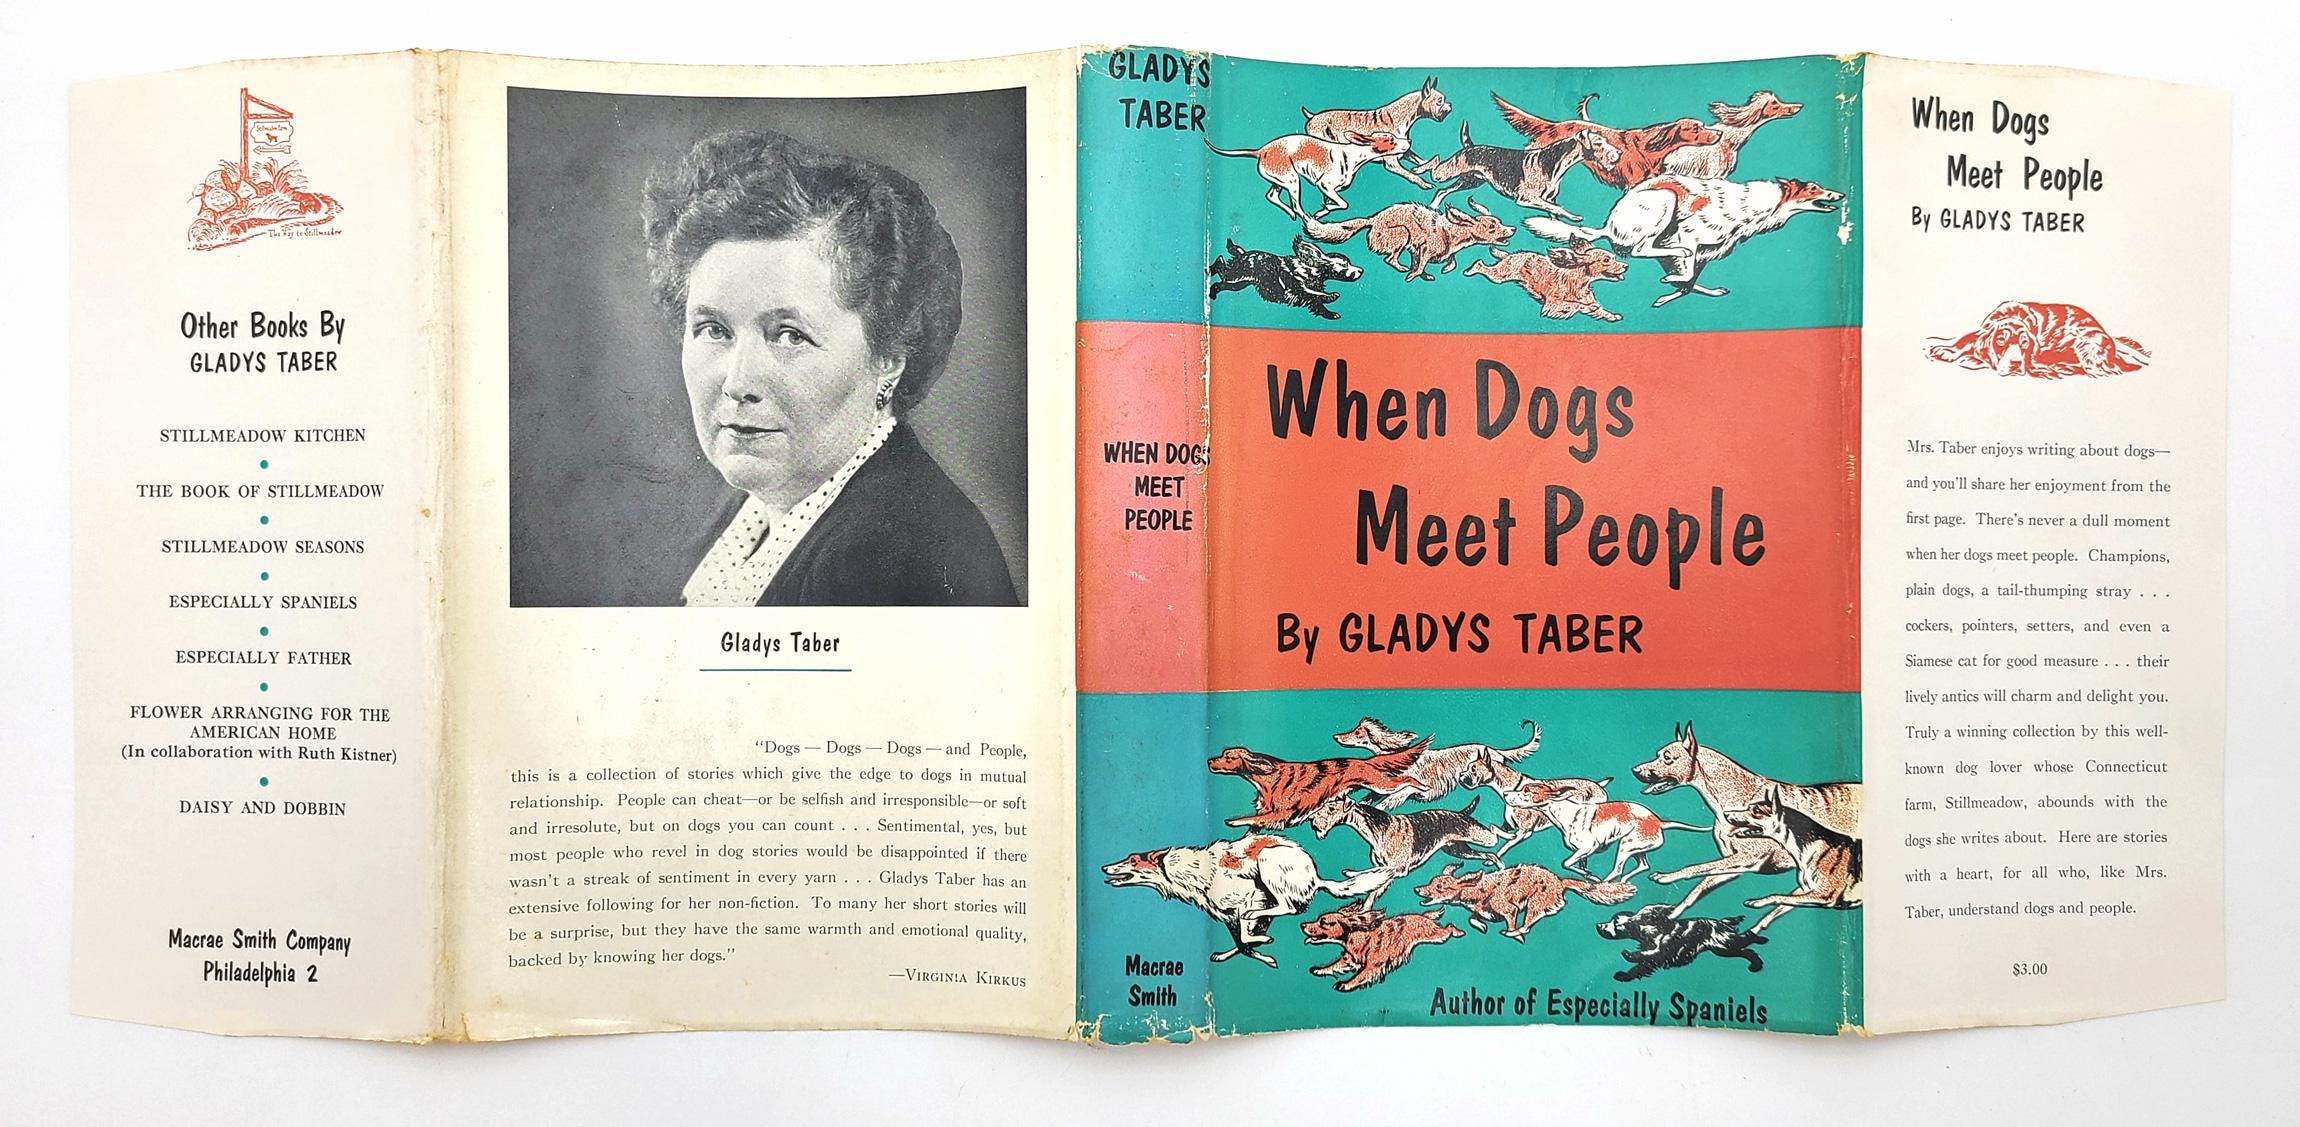 Stillmeadow Farm
The Way to Stillmeadow
Other Books By
GLADYS TABER
STILLMEADOW KITCHEN
THE BOOK OF STILLMEADOW
STILLMEADOW SEASONS
ESPECIALLY SPANIELS
ESPECIALLY FATHER
FLOWER ARRANGING FOR THE
AMERICAN HOME
(In collaboration with Ruth Kistner)
DAISY AND DOBBIN
Macrae Smith Company
Philadelphia 2
Gladys Taber
“Dogs — Dogs — Dogs — and People,
this is a collection of stories which give the edge to dogs in mutual
relationship. People can cheat—or be selfish and irresponsible—or soft
and irresolute, but on dogs you can count . . . Sentimental, yes, but
most people who revel in dog stories would be disappointed if there
wasn't a streak of sentiment in every yarn . . . Gladys Taber has an
extensive following for her non-fiction. To many her short stories will
be a surprise, but they have the same warmth and emotional quality,
backed by knowing her dogs.”
—VIRGINIA KIRKUS
GLADYS
TABER
WHEN DOGS
MEET
PEOPLE
Macrae
Smith
When Dogs
Meet People
By GLADYS TABER
Author of Especially Spaniels
When Dogs
Meet People
By GLADYS TABER
Mrs. Taber enjoys writing about dogs—
and you'll share her enjoyment from the
first page. There's never a dull moment
when her dogs meet people. Champions,
plain dogs, a tail-thumping stray . . .
cockers, pointers, setters, and even a
Siamese cat for good measure . . . their
lively antics will charm and delight you.
Truly a winning collection by this well-
known dog lover whose Connecticut
farm, Stillmeadow, abounds with the
dogs she writes about. Here are stories
with a heart, for all who, like Mrs.
Taber, understand dogs and people.
$3.00